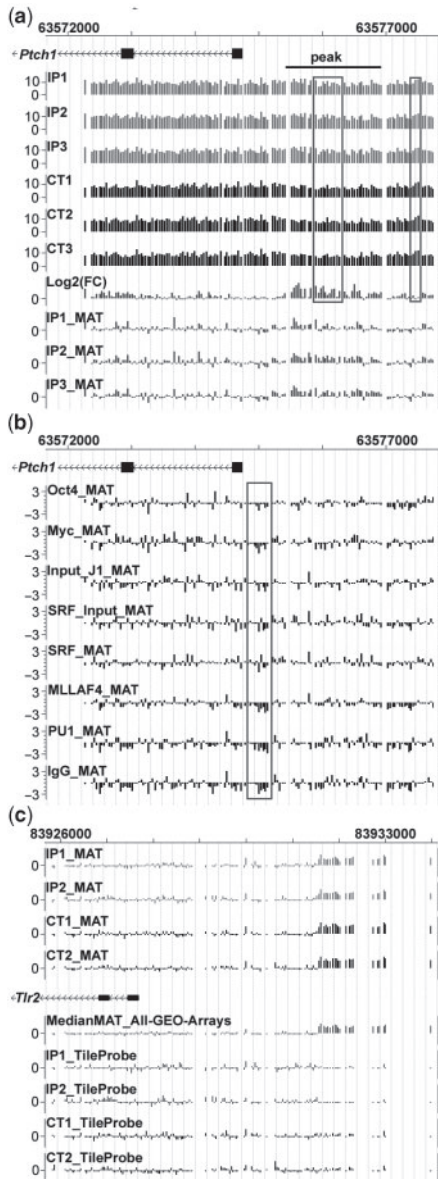 (a)
63572000 63577000
Ptch1
peak
IP1
10
0
IP2
10
0
IP3
10
0
CT1
10
0
CT2
10
0
CT3
10
0
Log2(FC)
0
IP1_MAT
0
IP2_MAT
0
IP3_MAT
0
(b)
63572000 63577000
Ptch1
Oct4_MAT
3
-3
Myc_MAT
3
-3
Input_J1_MAT
3
-3
SRF_Input_MAT
3
-3
SRF_MAT
3
-3
MLLAF4_MAT
3
-3
PU1_MAT
3
-3
IgG_MAT
3
-3
(c)
83926000 83933000
IP1_MAT
0
IP2_MAT
0
CT1_MAT
0
CT2_MAT
0
Tlr2
MedianMAT_All-GEO-Arrays
0
IP1_TileProbe
0
IP2_TileProbe
0
CT1_TileProbe
0
CT2_TileProbe
0